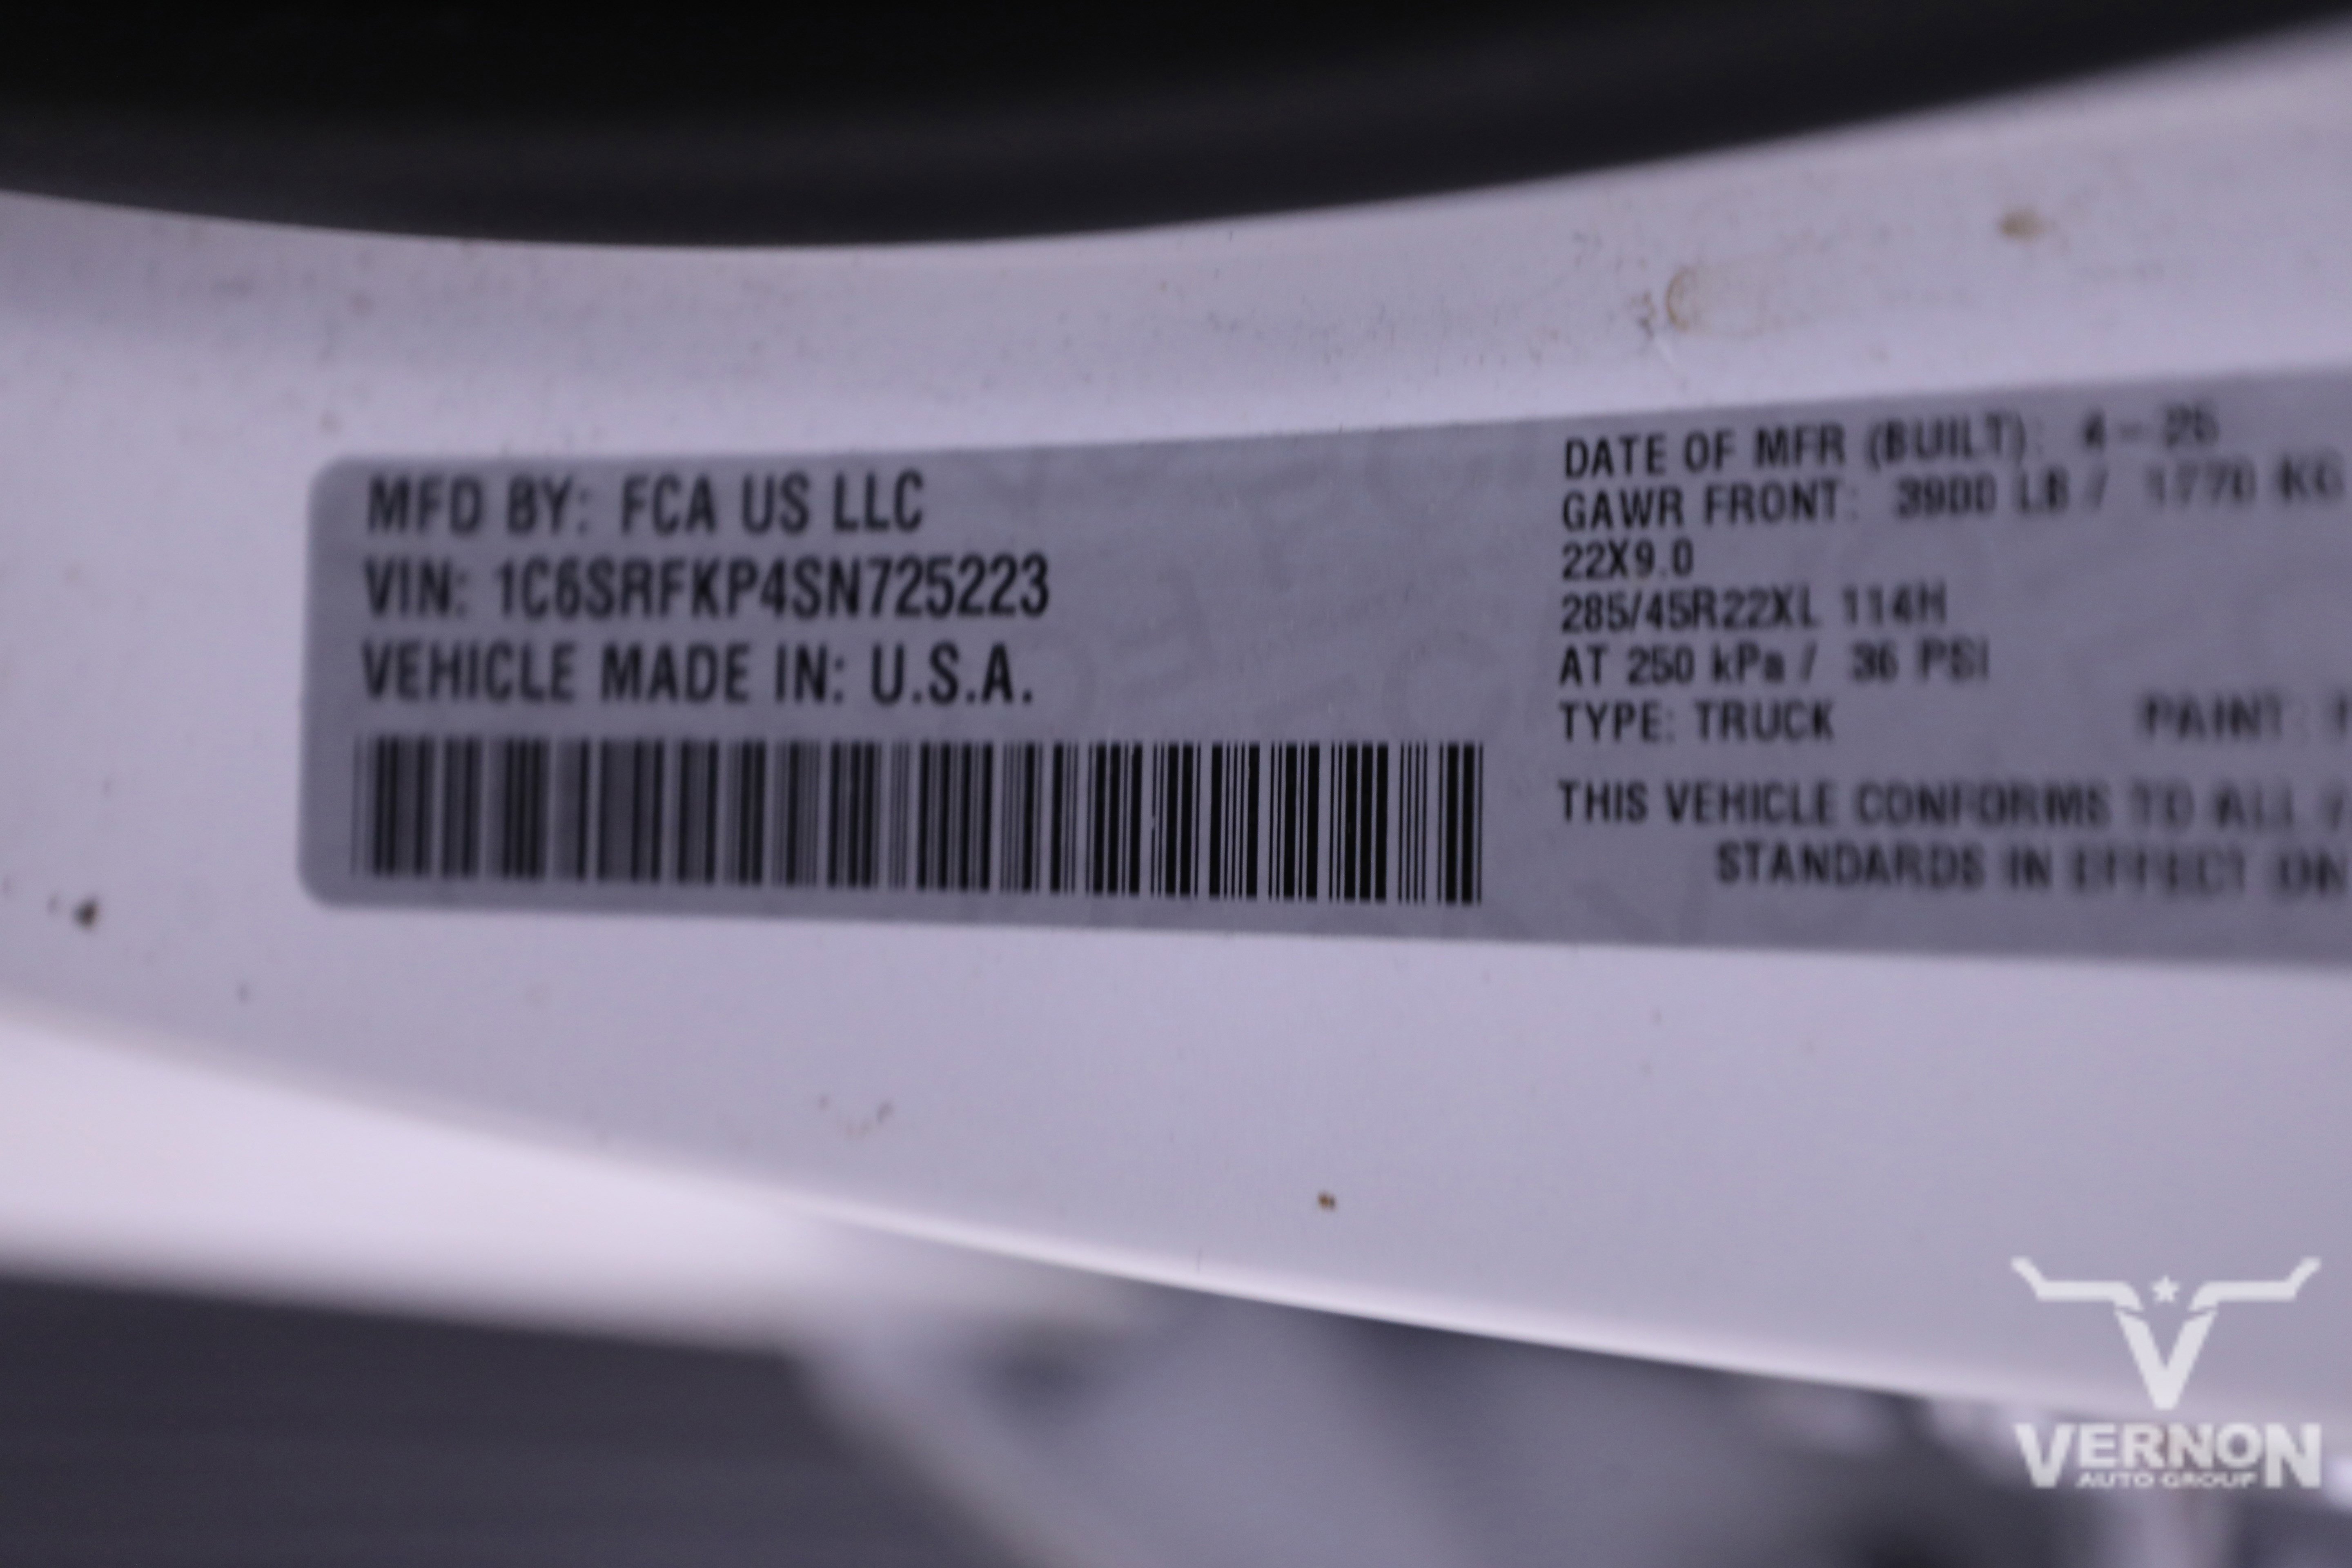 MFD BY: FCA US LLC
VIN: 1C6SRFKP4SN725223
VEHICLE MADE IN: U.S.A.
DATE OF MFR (BUILT): 4-25
GAWR FRONT: 3900 LB / 1770 KG
22X9.0
285/45R22XL 114H
AT 250 kPa / 36 PSI
TYPE: TRUCK PAINT:
THIS VEHICLE CONFORMS TO ALL
STANDARDS IN EFFECT ON
VERNON
AUTO GROUP